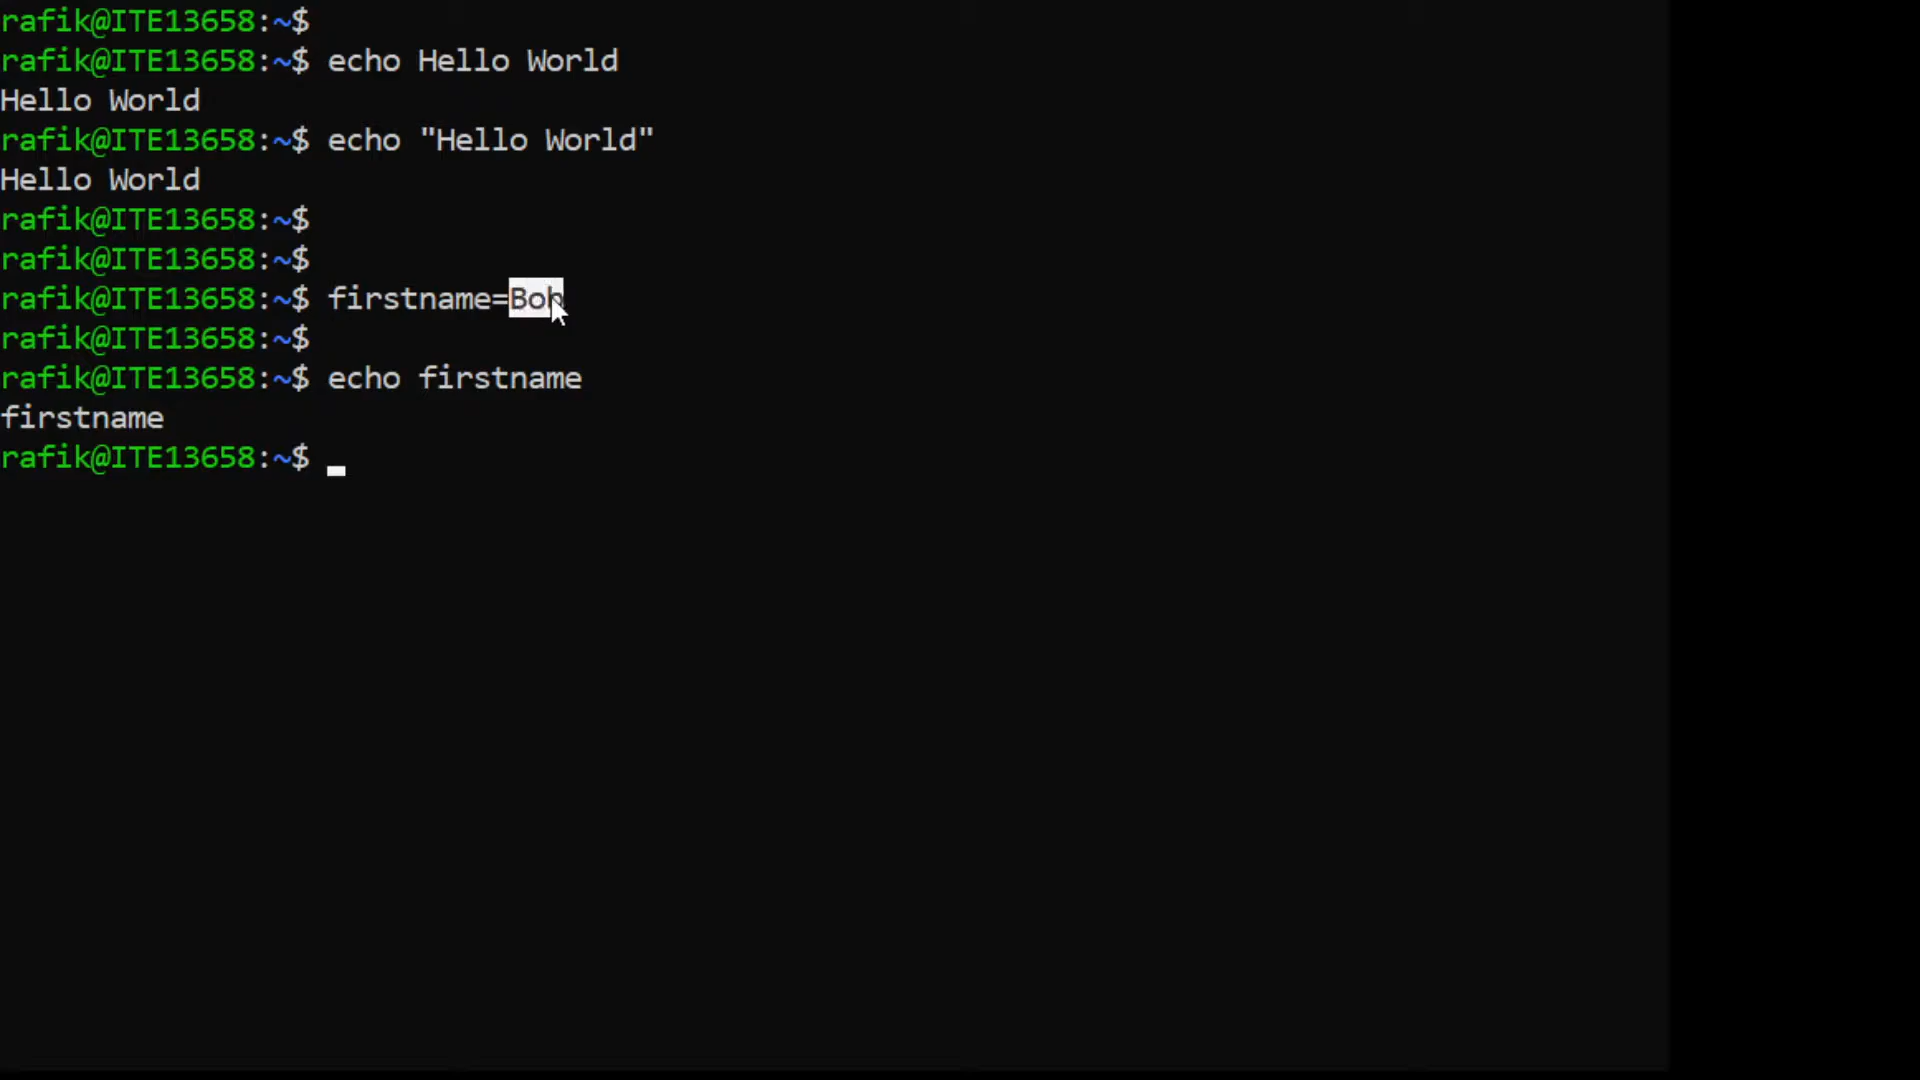 rafik@ITE13658:~$
rafik@ITE13658:~$ echo Hello World
Hello World
rafik@ITE13658:~$ echo "Hello World"
Hello World
rafik@ITE13658:~$
rafik@ITE13658:~$
rafik@ITE13658:~$ firstname=Bob
rafik@ITE13658:~$
rafik@ITE13658:~$ echo firstname
firstname
rafik@ITE13658:~$